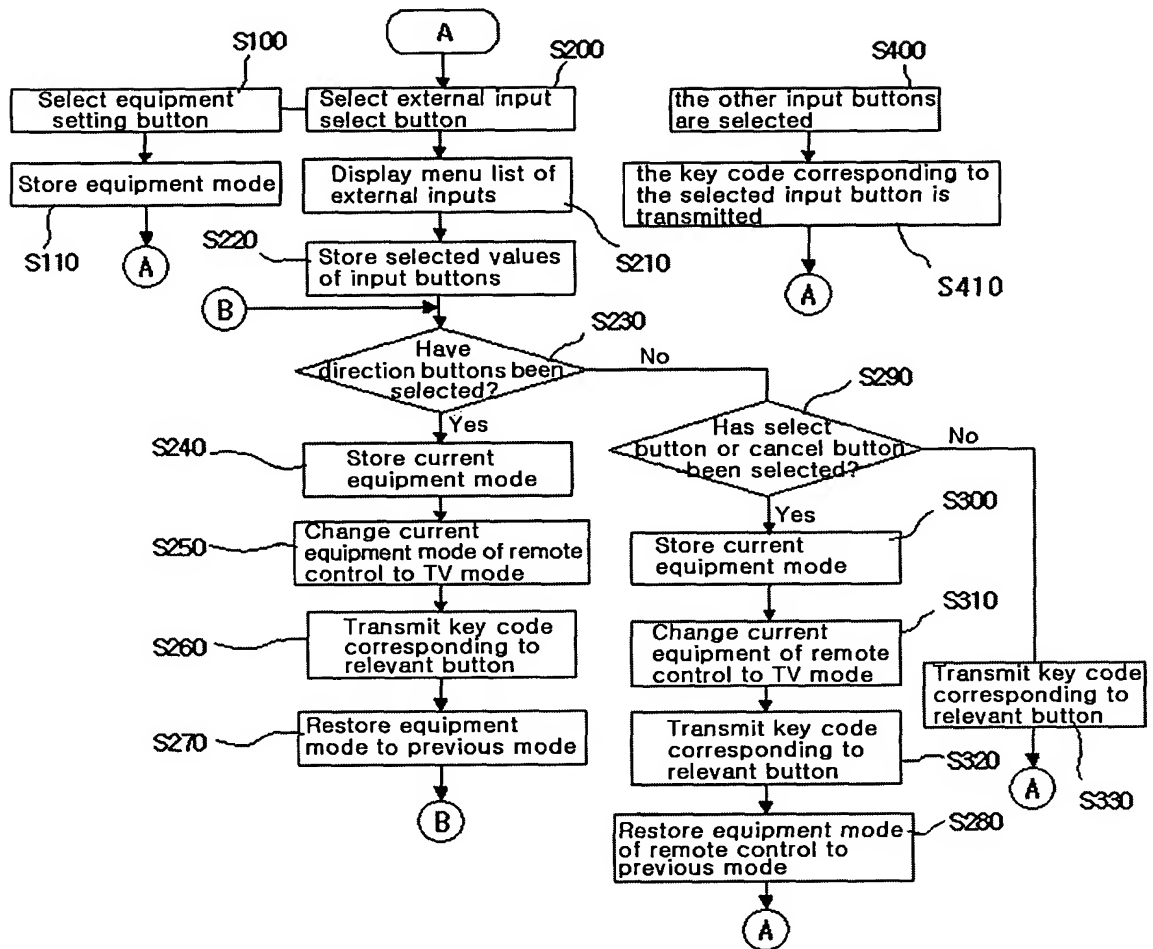 A
S100
S200
S400
Select equipment
setting button
Select external input
select button
the other input buttons
are selected
Store equipment mode
Display menu list of
external inputs
the key code corresponding to
the selected input button is
transmitted
S110
A
S220
S210
Store selected values
of input buttons
A
S410
B
S230
Have
direction buttons been
selected?
No
S290
Yes
Has select
button or cancel button
been selected?
No
S240
Store current
equipment mode
Yes
S300
Store current
equipment mode
S250
Change current
equipment mode of remote
control to TV mode
S310
Change current
equipment of remote
control to TV mode
S260
Transmit key code
corresponding to
relevant button
Transmit key code
corresponding to
relevant button
S270
Restore equipment
mode to previous mode
Transmit key code
corresponding to
relevant button
S320
A
S330
B
S280
Restore equipment mode
of remote control to
previous mode
A